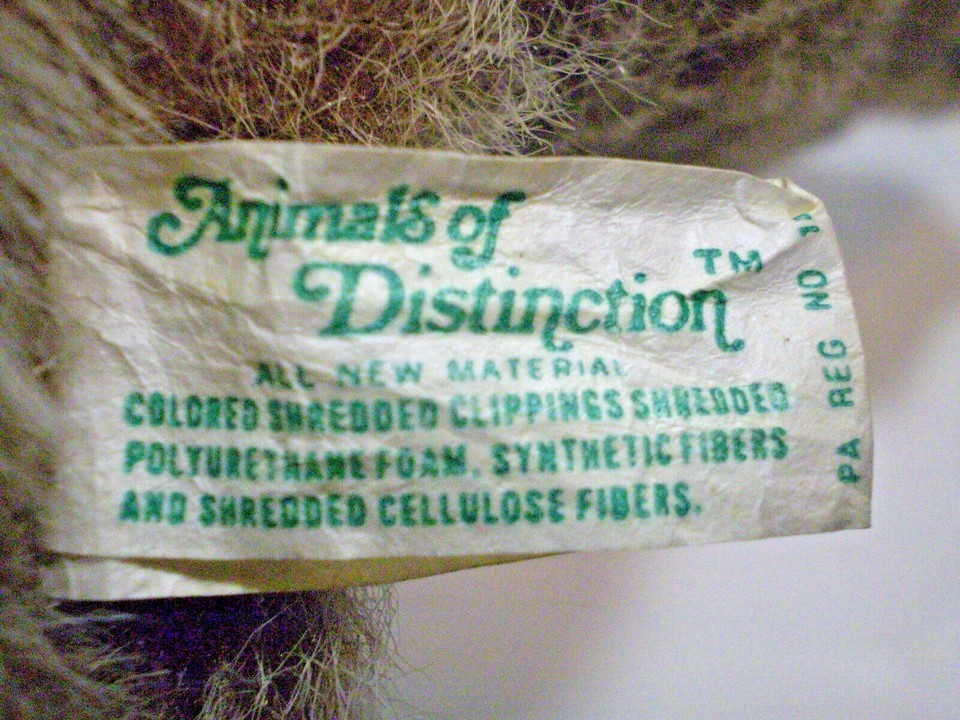 Animals of
Distinction ™
ALL NEW MATERIAL
COLORED SHREDDED CLIPPINGS SHREDDED
POLYURETHANE FOAM, SYNTHETIC FIBERS
AND SHREDDED CELLULOSE FIBERS.
PA REG NO